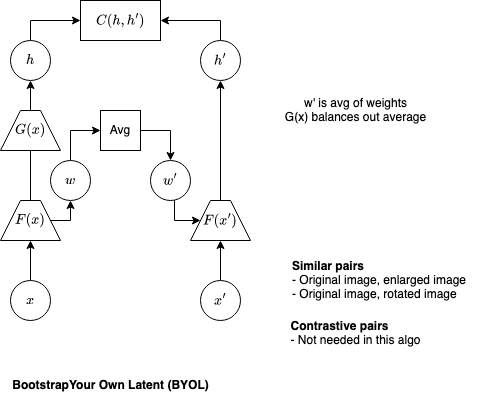 C(h, h′)
h
h′
w' is avg of weights
G(x) balances out average
G(x)
Avg
w
w′
F(x)
F(x′)
Similar pairs
- Original image, enlarged image
- Original image, rotated image
x
x′
Contrastive pairs
- Not needed in this algo
BootstrapYour Own Latent (BYOL)